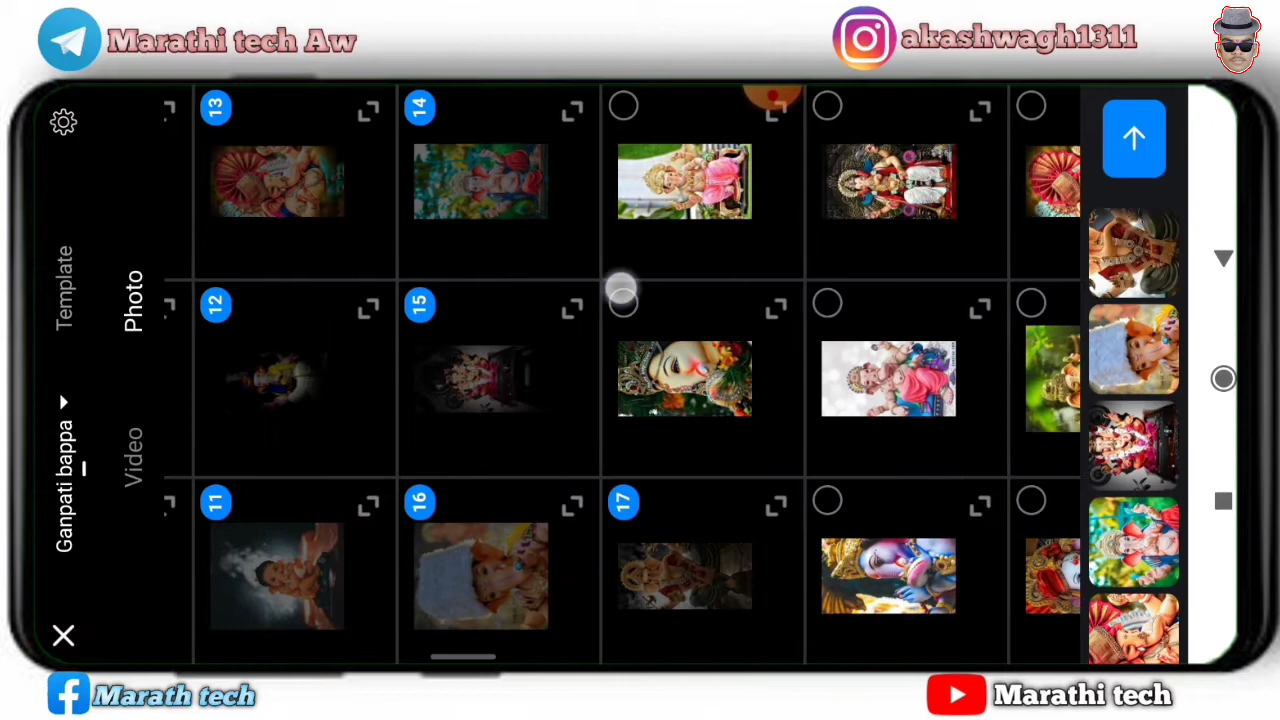 Marathi tech Aw
akashwagh1311
Template
Ganpati bappa
Photo
Video
13
14
12
15
11
16
17
Marath tech
Marathi tech